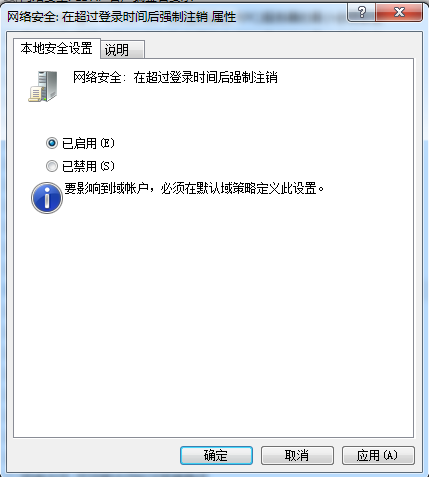 网络安全: 在超过登录时间后强制注销 属性
本地安全设置
说明
网络安全: 在超过登录时间后强制注销
已启用(E)
已禁用(S)
要影响到域帐户，必须在默认域策略定义此设置。
确定
取消
应用(A)